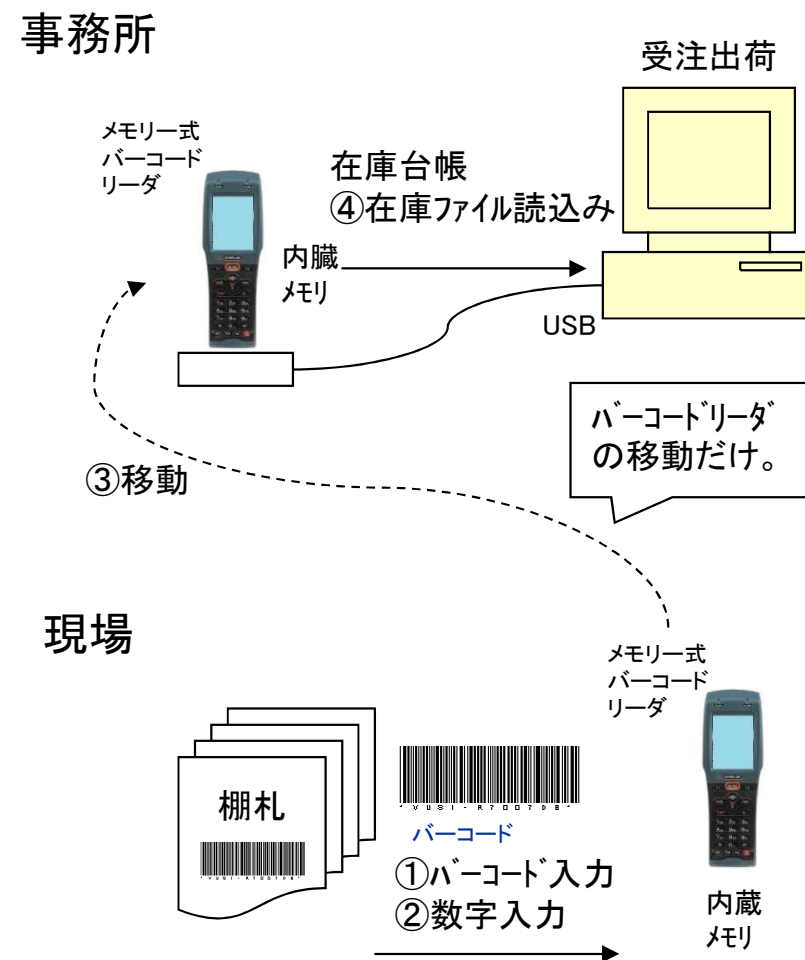 事務所
受注出荷
メモリー式
バーコード
リーダ
在庫台帳
④在庫ファイル読込み
内臓
メモリ
USB
バーコードリーダ
の移動だけ。
③移動
現場
メモリー式
バーコード
リーダ
棚札
バーコード
①バーコード入力
②数字入力
内蔵
メモリ